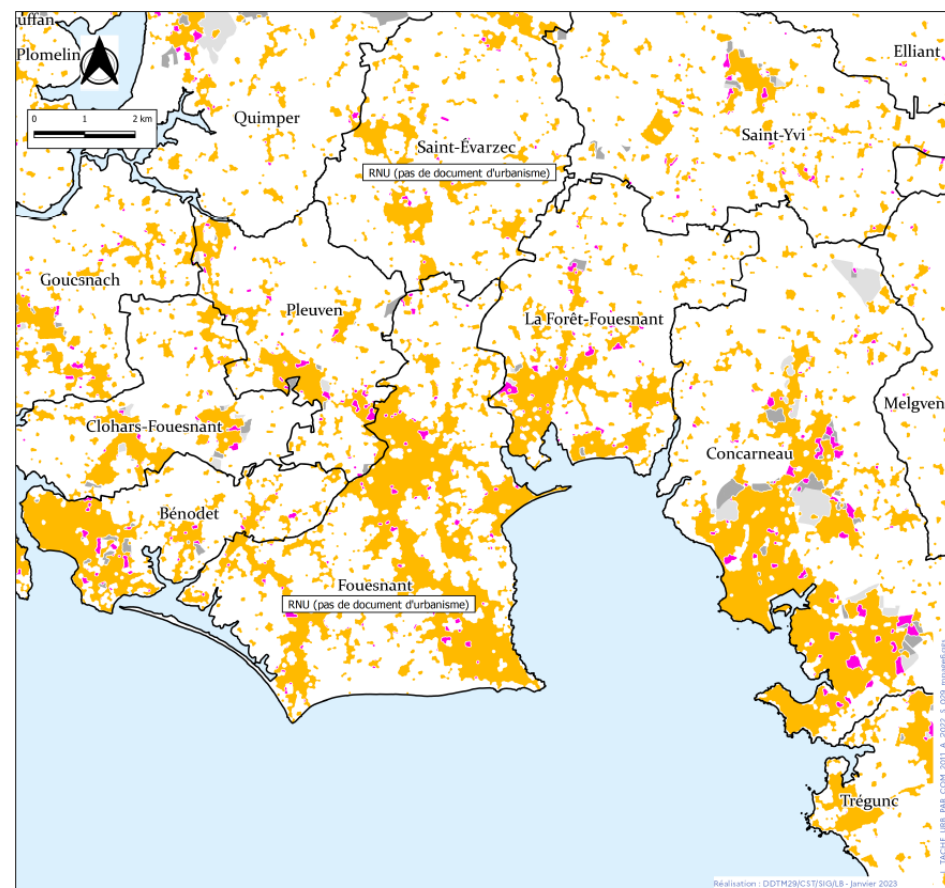 uffan
Plomelin
Elliant
0 1 2 km
Quimper
Saint-Yvi
Saint-Évarzec
RNU (pas de document d'urbanisme)
Gouesnach
Pleuven
La Forêt-Fouesnant
Melgven
Clohars-Fouesnant
Concarneau
Bénodet
Fouesnant
RNU (pas de document d'urbanisme)
Trégunc
Réalisation : DDTM29/CST/SIG/LB - Janvier 2023